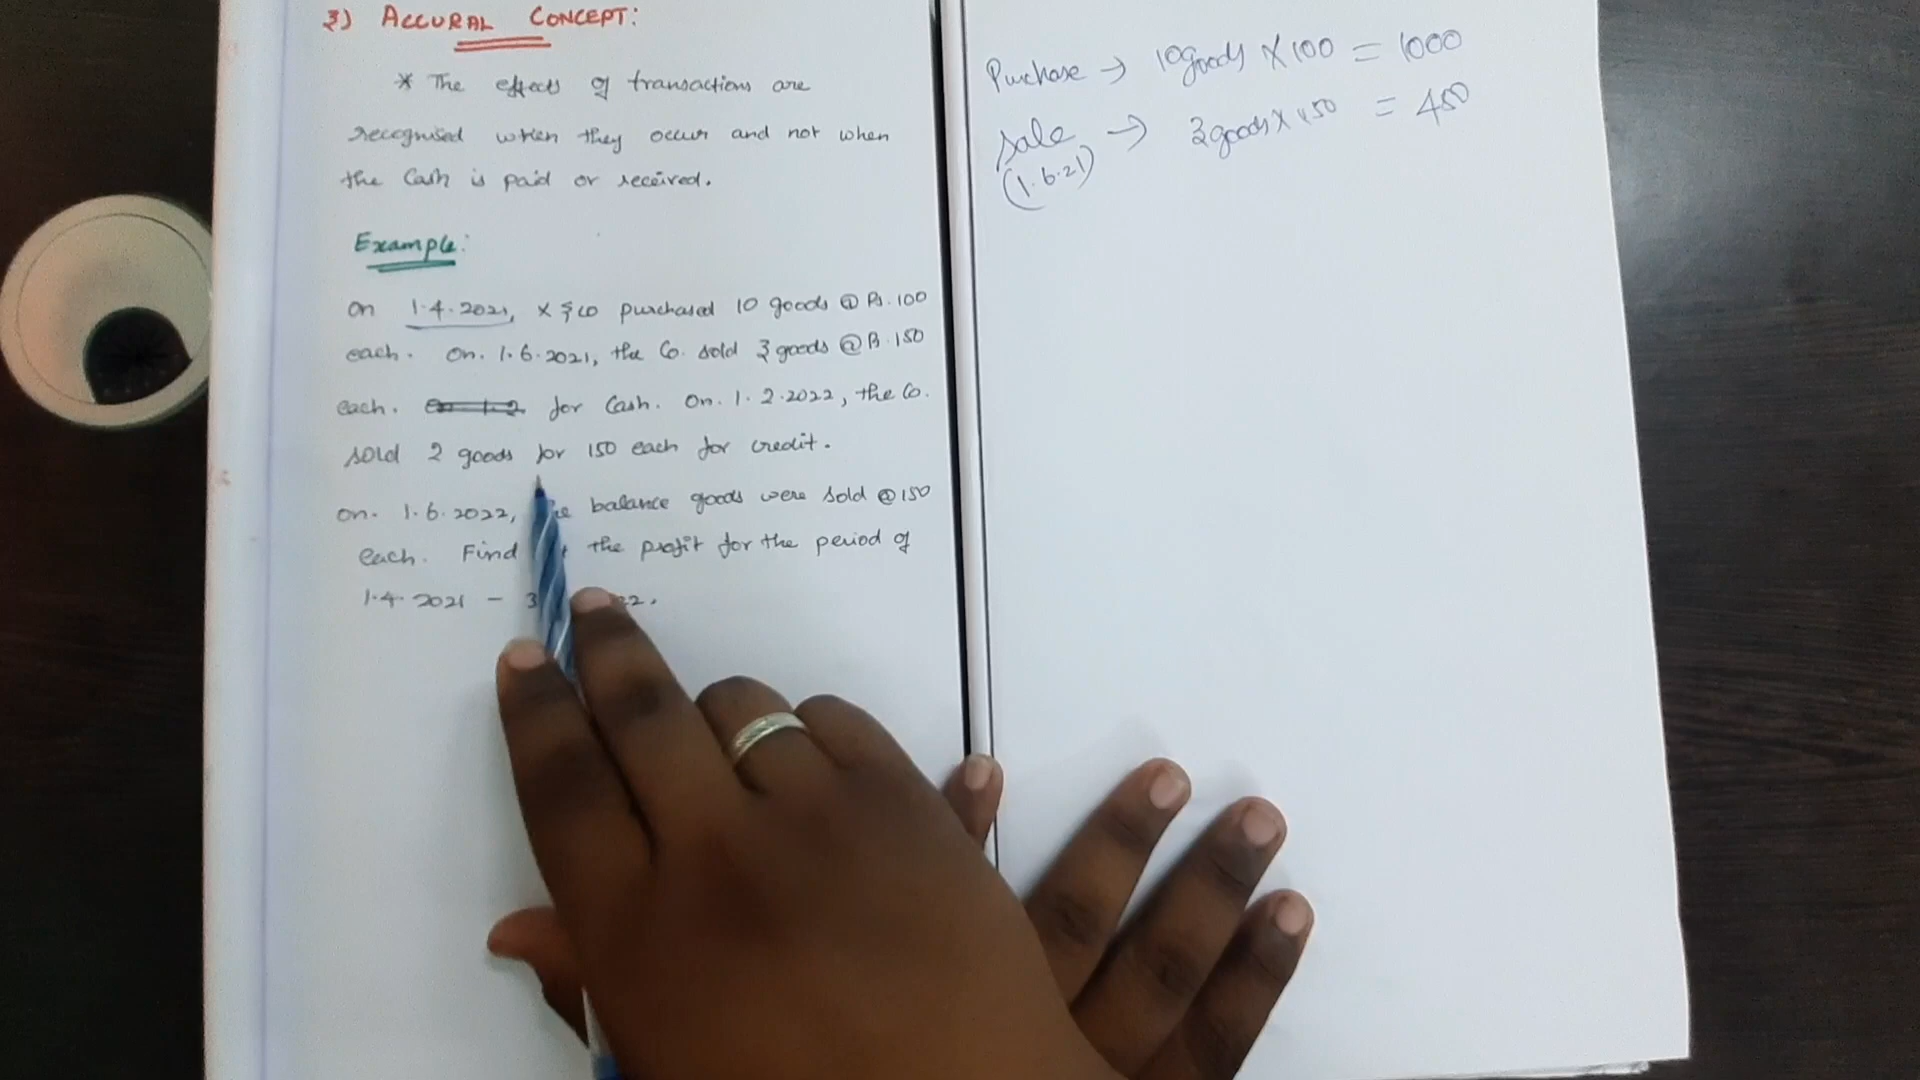 3) ACCURAL CONCEPT:
* The effects of transactions are
recognised when they occur and not when
the Cash is paid or received.
Example:
On 1.4.2021, X & Co purchased 10 goods @ Rs.100
each. On. 1.6.2021, the Co. sold 3 goods @ Rs.150
each. for Cash. On. 1.2.2022, the Co.
sold 2 goods for 150 each for credit.
on. 1.6.2022, balance goods were sold @ 150
each. Find the profit for the period of
1.4.2021 -
Purchase → 10 goods X 100 = 1000
Sale → 3 goods X 150 = 450
(1.6.21)